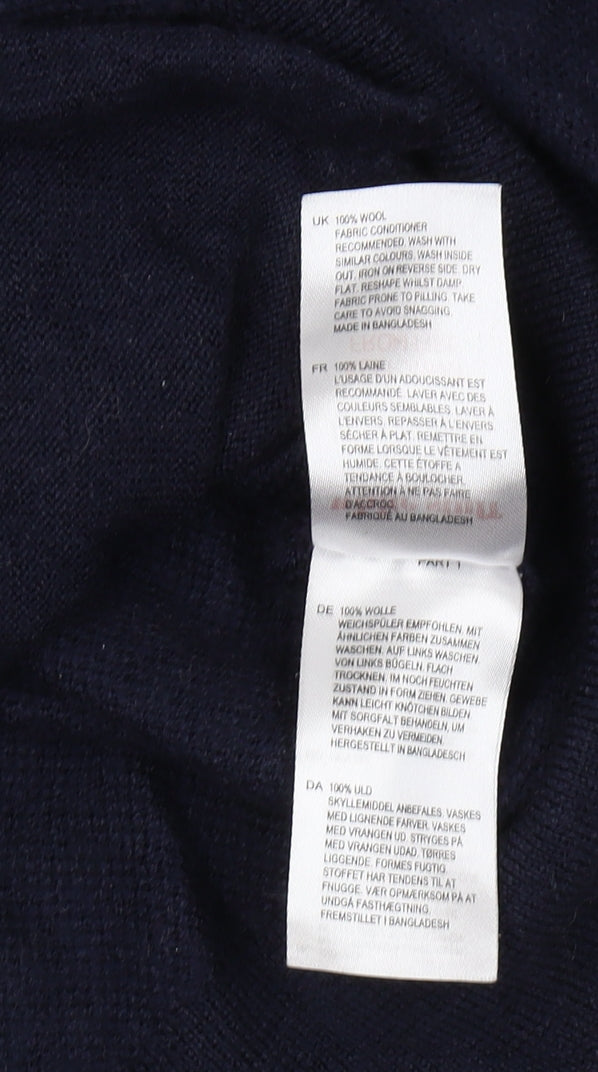 UK 100% WOOL
FABRIC CONDITIONER
RECOMMENDED. WASH WITH
SIMILAR COLOURS. WASH INSIDE
OUT. IRON ON REVERSE SIDE. DRY
FLAT. RESHAPE WHILST DAMP.
FABRIC PRONE TO PILLING. TAKE
CARE TO AVOID SNAGGING.
MADE IN BANGLADESH
FR 100% LAINE
L'USAGE D'UN ADOUCISSANT EST
RECOMMANDÉ. LAVER AVEC DES
COULEURS SEMBLABLES. LAVER À
L'ENVERS. REPASSER À L'ENVERS
SÉCHER À PLAT. REMETTRE EN
FORME LORSQUE LE VÊTEMENT EST
HUMIDE. CETTE ÉTOFFE A
TENDANCE À BOULOCHER.
ATTENTION À NE PAS FAIRE
D'ACCROC.
FABRIQUÉ AU BANGLADESH
PART 1
DE 100% WOLLE
WEICHSPÜLER EMPFOHLEN. MIT
ÄHNLICHEN FARBEN ZUSAMMEN
WASCHEN. AUF LINKS WASCHEN.
VON LINKS BÜGELN. FLACH
TROCKNEN. IM NOCH FEUCHTEN
ZUSTAND IN FORM ZIEHEN. GEWEBE
KANN LEICHT KNÖTCHEN BILDEN
MIT SORGFALT BEHANDELN, UM
VERHAKEN ZU VERMEIDEN.
HERGESTELLT IN BANGLADESCH
DA 100% ULD
SKYLLEMIDDEL ANBEFALES. VASKES
MED LIGNENDE FARVER. VASKES
MED VRANGEN UD. STRYGES PÅ
MED VRANGEN UDAD. TØRRES
LIGGENDE. FORMES FUGTIG.
STOFFET HAR TENDENS TIL AT
FNUGGE. VÆR OPMÆRKSOM PÅ AT
UNDGÅ FASTHÆGTNING.
FREMSTILLET I BANGLADESH